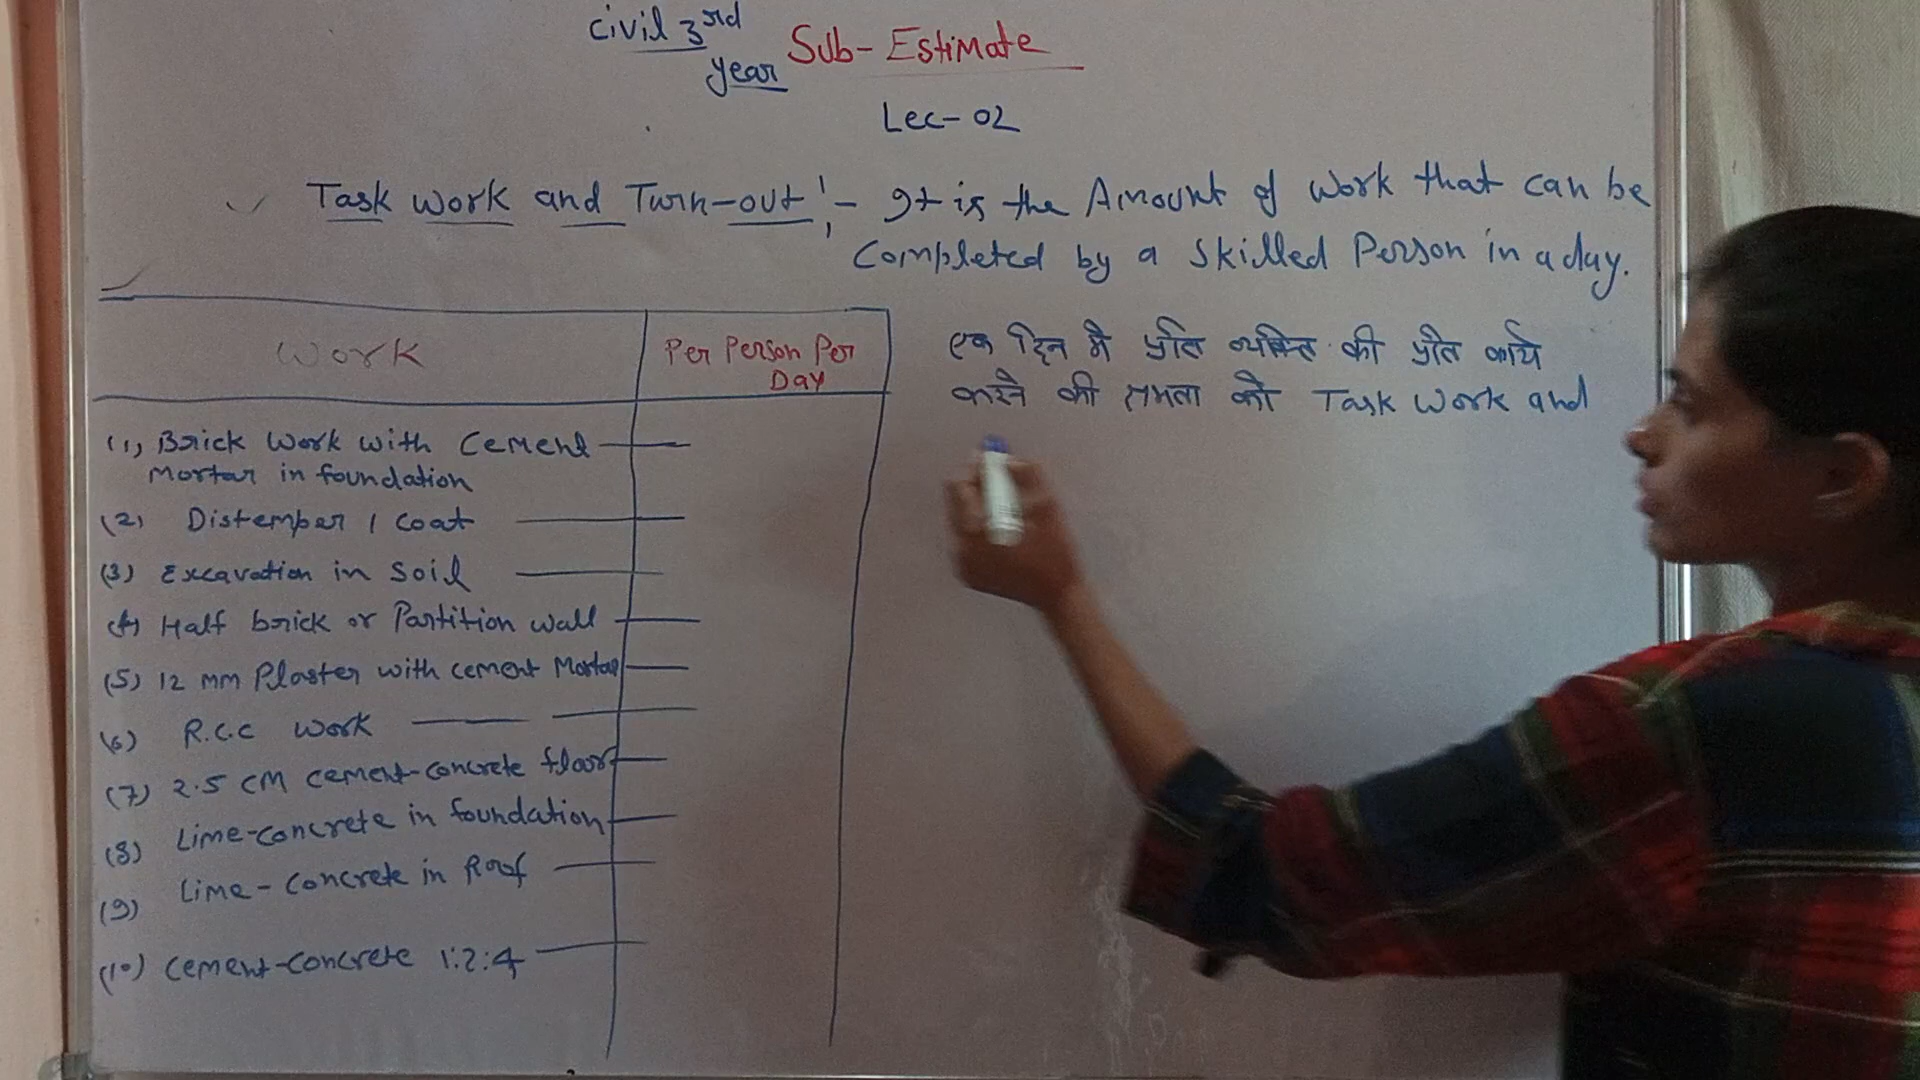 Civil 3rd
year
Sub- Estimate
Lec- 02
Task work and Turn-out :- It is the Amount of work that can be
Completed by a skilled Person in a day.
Work
Per Person Per
Day
(1) Brick work with Cement
Mortar in foundation
(2) Distember 1 coat
(3) Excavation in soil
(4) Half brick or Partition wall
(5) 12 mm Plaster with cement Mortar
(6) R.C.C work
(7) 2.5 CM cement-concrete floor
(8) Lime-concrete in foundation
(9) Lime-concrete in Roof
(10) Cement-concrete 1:2:4
एक दिन मे प्रति व्यक्ति की प्रति कार्य
करने की क्षमता को Task Work and